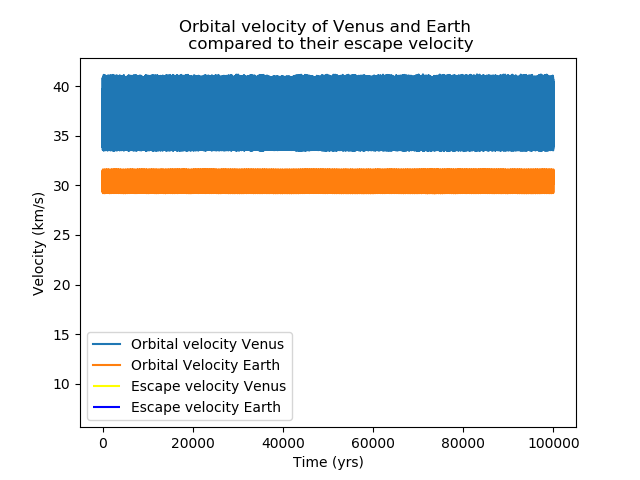 Orbital velocity of Venus and Earth
compared to their escape velocity
40
35
30
25
20
15
10
Velocity (km/s)
Orbital velocity Venus
Orbital Velocity Earth
Escape velocity Venus
Escape velocity Earth
0 20000 40000 60000 80000 100000
Time (yrs)